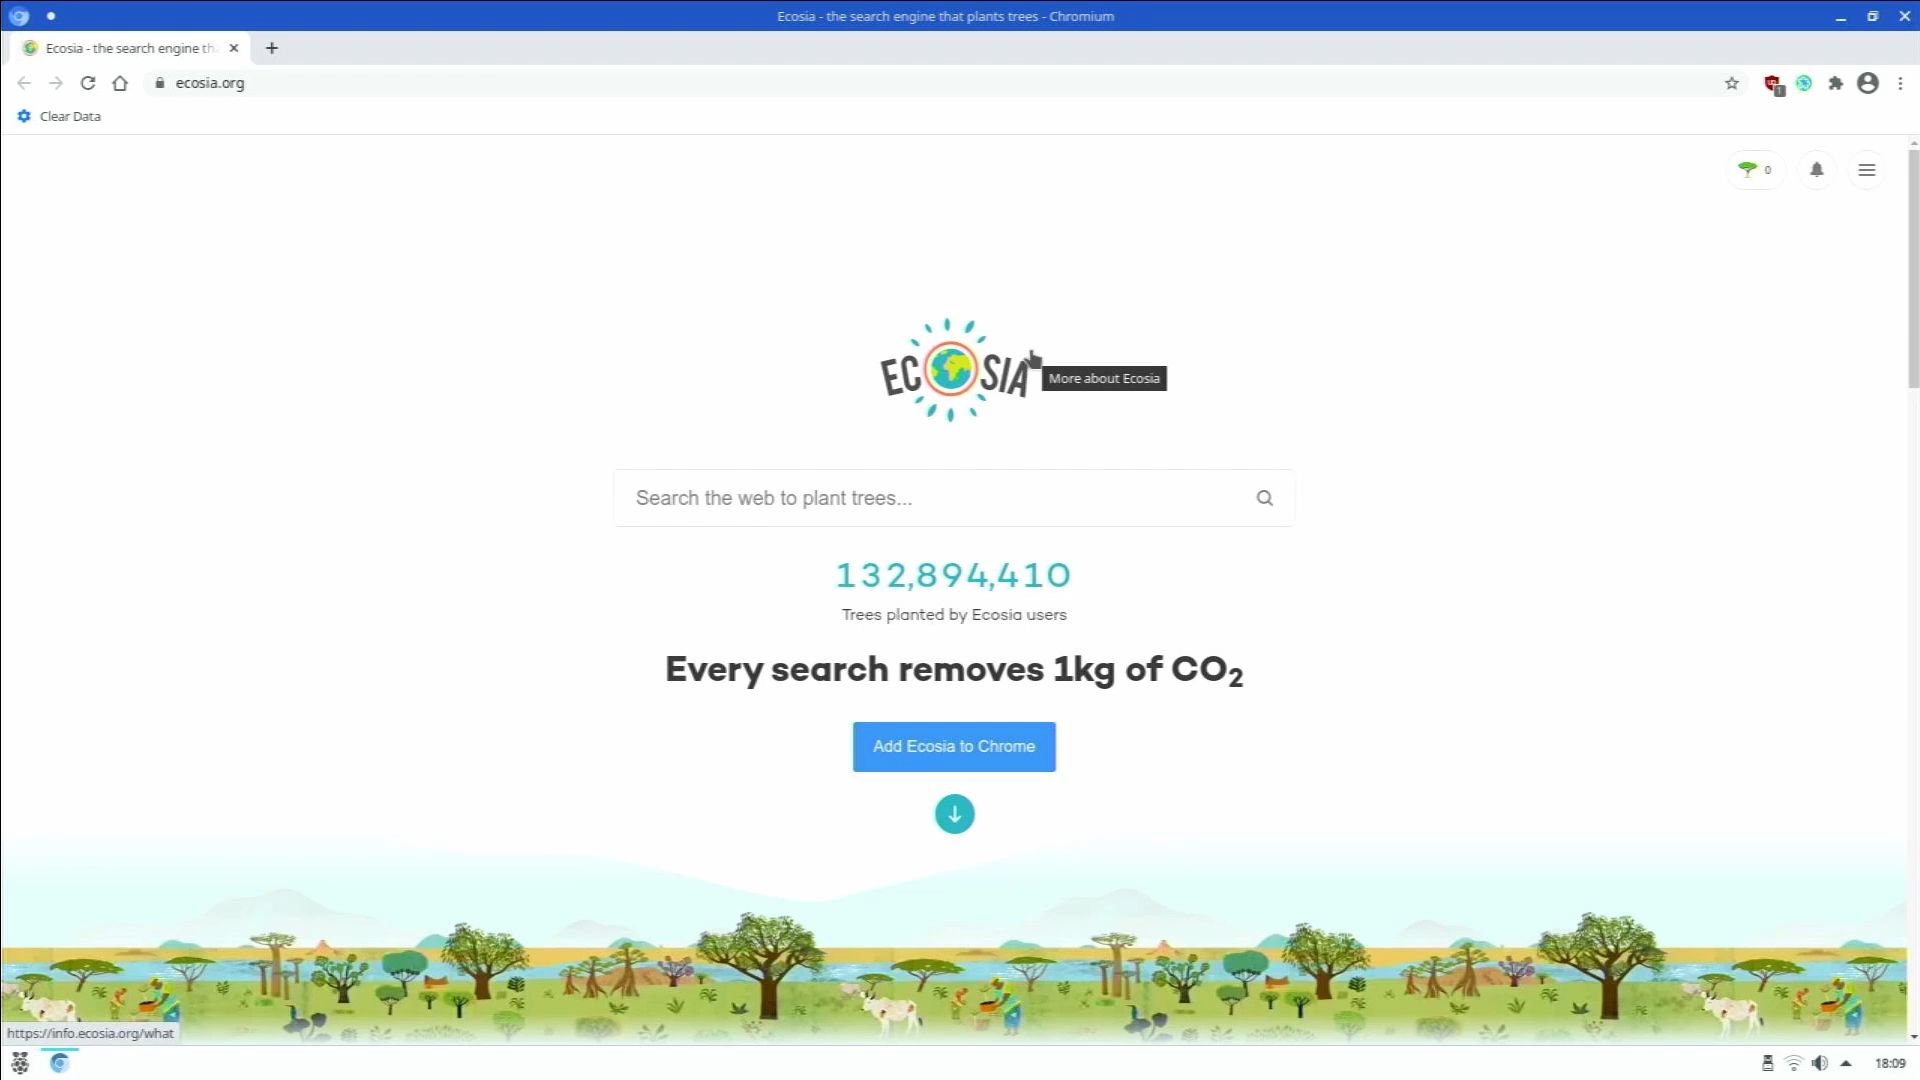 Ecosia - the search engine that plants trees - Chromium
Ecosia - the search engine th
ecosia.org
1
Clear Data
0
ECOSIA
More about Ecosia
Search the web to plant trees...
132,894,410
Trees planted by Ecosia users
Every search removes 1kg of CO₂
Add Ecosia to Chrome
https://info.ecosia.org/what
18:09